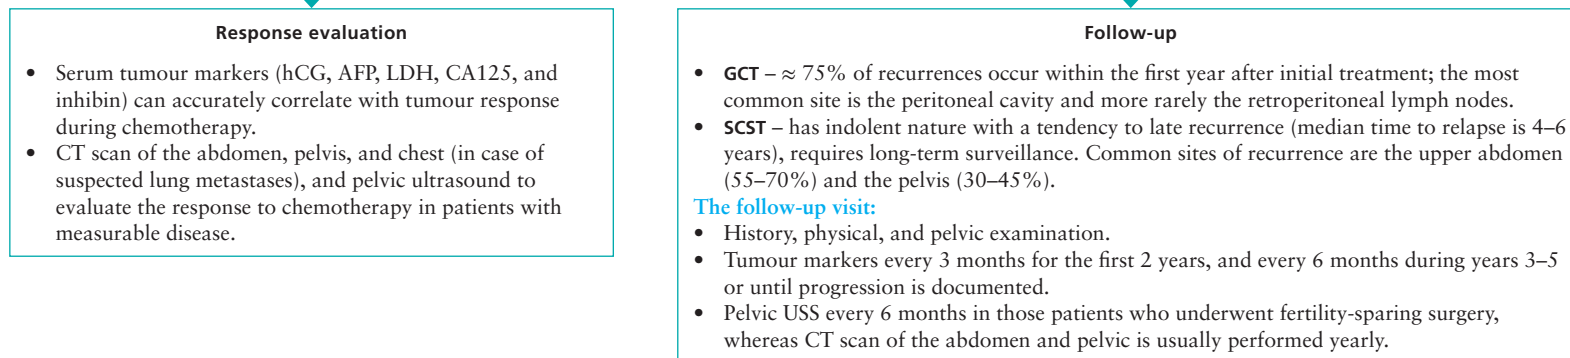 Response evaluation
• Serum tumour markers (hCG, AFP, LDH, CA125, and
inhibin) can accurately correlate with tumour response
during chemotherapy.
• CT scan of the abdomen, pelvis, and chest (in case of
suspected lung metastases), and pelvic ultrasound to
evaluate the response to chemotherapy in patients with
measurable disease.
Follow-up
• GCT – ≈ 75% of recurrences occur within the first year after initial treatment; the most
common site is the peritoneal cavity and more rarely the retroperitoneal lymph nodes.
• SCST – has indolent nature with a tendency to late recurrence (median time to relapse is 4–6
years), requires long-term surveillance. Common sites of recurrence are the upper abdomen
(55–70%) and the pelvis (30–45%).
The follow-up visit:
• History, physical, and pelvic examination.
• Tumour markers every 3 months for the first 2 years, and every 6 months during years 3–5
or until progression is documented.
• Pelvic USS every 6 months in those patients who underwent fertility-sparing surgery,
whereas CT scan of the abdomen and pelvic is usually performed yearly.